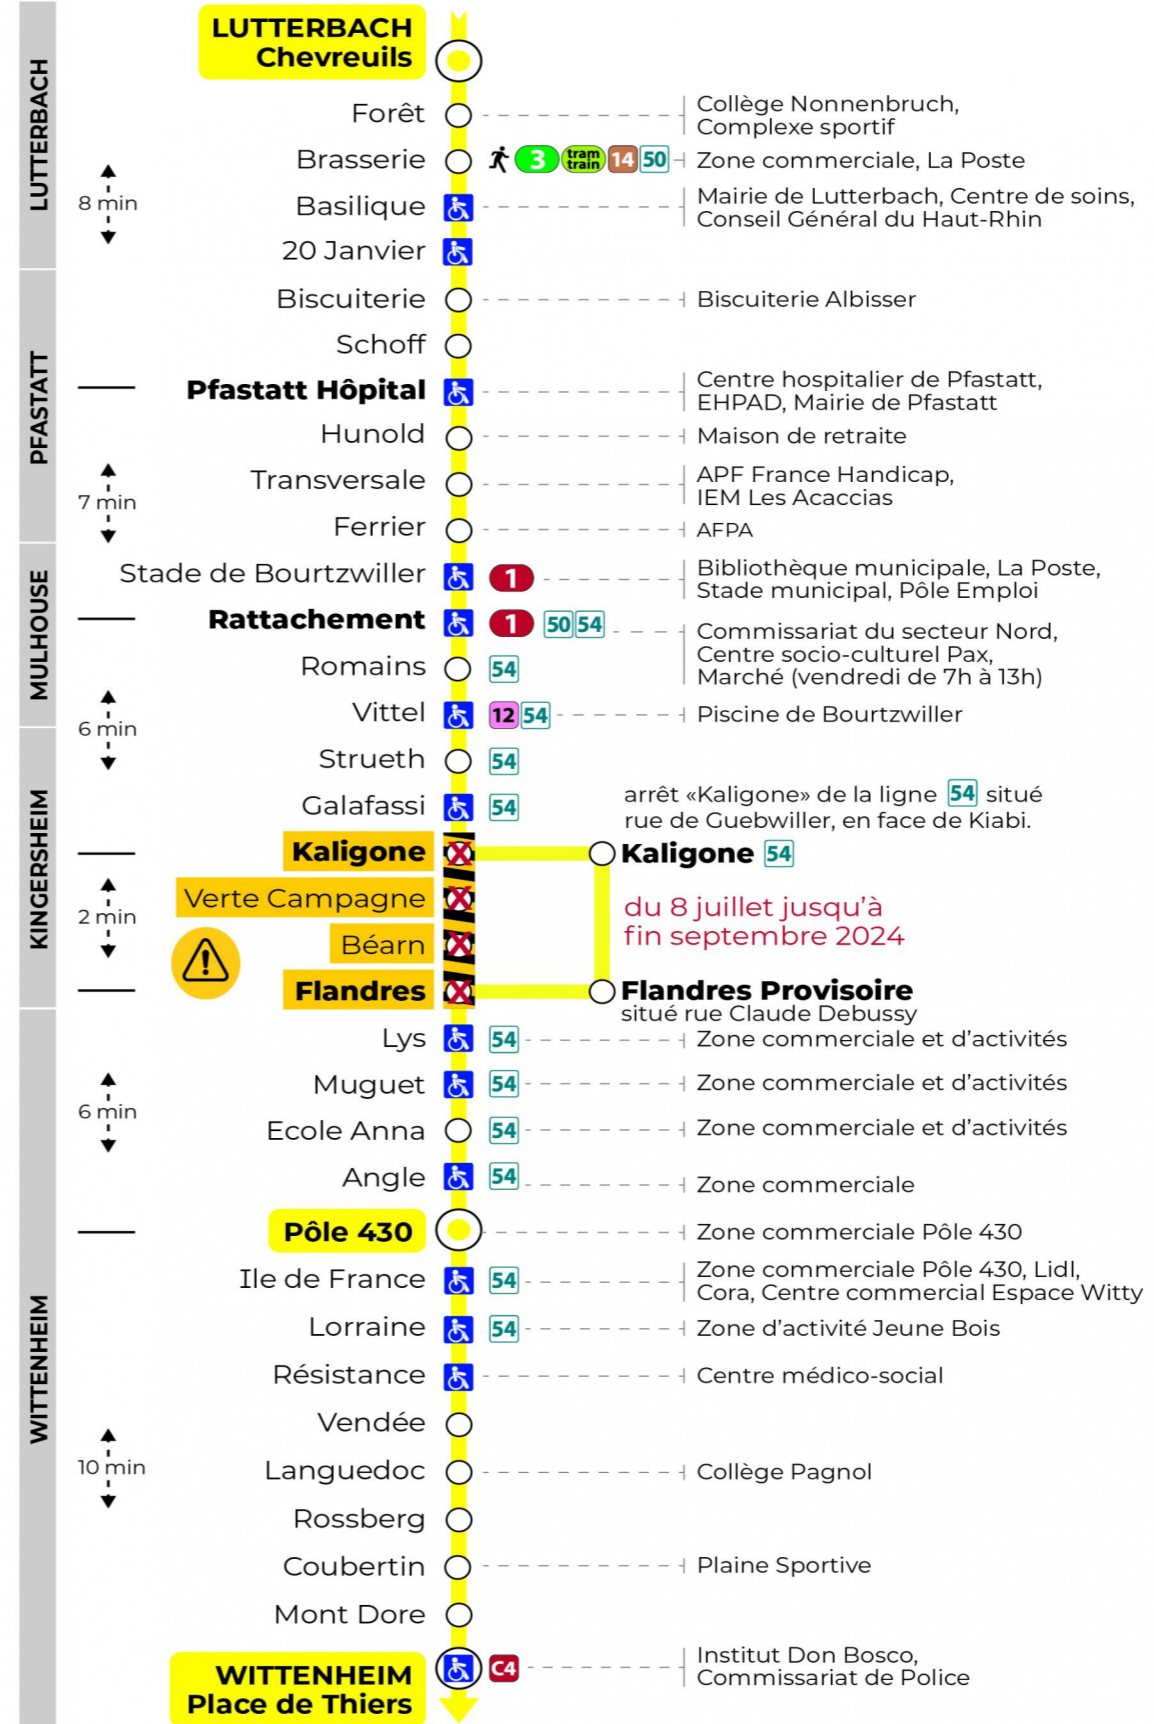 LUTTERBACH
Chevreuils
LUTTERBACH
Forêt
Collège Nonnenbruch,
Complexe sportif
Brasserie
3 tram train 14 50
Zone commerciale, La Poste
8 min
Basilique
Mairie de Lutterbach, Centre de soins,
Conseil Général du Haut-Rhin
20 Janvier
PFASTATT
Biscuiterie
Biscuiterie Albisser
Schoff
Pfastatt Hôpital
Centre hospitalier de Pfastatt,
EHPAD, Mairie de Pfastatt
Hunold
Maison de retraite
7 min
Transversale
APF France Handicap,
IEM Les Acaccias
Ferrier
AFPA
MULHOUSE
Stade de Bourtzwiller
1
Bibliothèque municipale, La Poste,
Stade municipal, Pôle Emploi
Rattachement
1 50 54
Commissariat du secteur Nord,
Centre socio-culturel Pax,
Marché (vendredi de 7h à 13h)
Romains
54
6 min
Vittel
12 54
Piscine de Bourtzwiller
KINGERSHEIM
Strueth
54
Galafassi
54
arrêt «Kaligone» de la ligne 54 situé
rue de Guebwiller, en face de Kiabi.
Kaligone
Kaligone 54
2 min
Verte Campagne
du 8 juillet jusqu'à
fin septembre 2024
Béarn
Flandres
Flandres Provisoire
situé rue Claude Debussy
WITTENHEIM
Lys
54
Zone commerciale et d'activités
6 min
Muguet
54
Zone commerciale et d'activités
Ecole Anna
54
Zone commerciale et d'activités
Angle
54
Zone commerciale
Pôle 430
Zone commerciale Pôle 430
Ile de France
54
Zone commerciale Pôle 430, Lidl,
Cora, Centre commercial Espace Witty
Lorraine
54
Zone d'activité Jeune Bois
Résistance
Centre médico-social
Vendée
10 min
Languedoc
Collège Pagnol
Rossberg
Coubertin
Plaine Sportive
Mont Dore
WITTENHEIM
Place de Thiers
C4
Institut Don Bosco,
Commissariat de Police